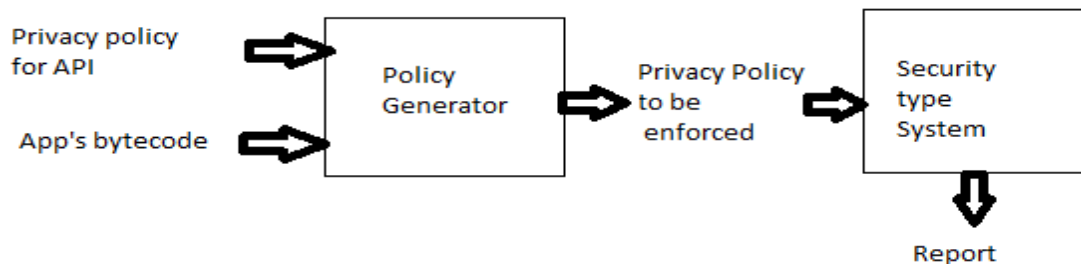 Privacy policy
for API
App's bytecode
Policy
Generator
Privacy Policy
to be
enforced
Security
type
System
Report